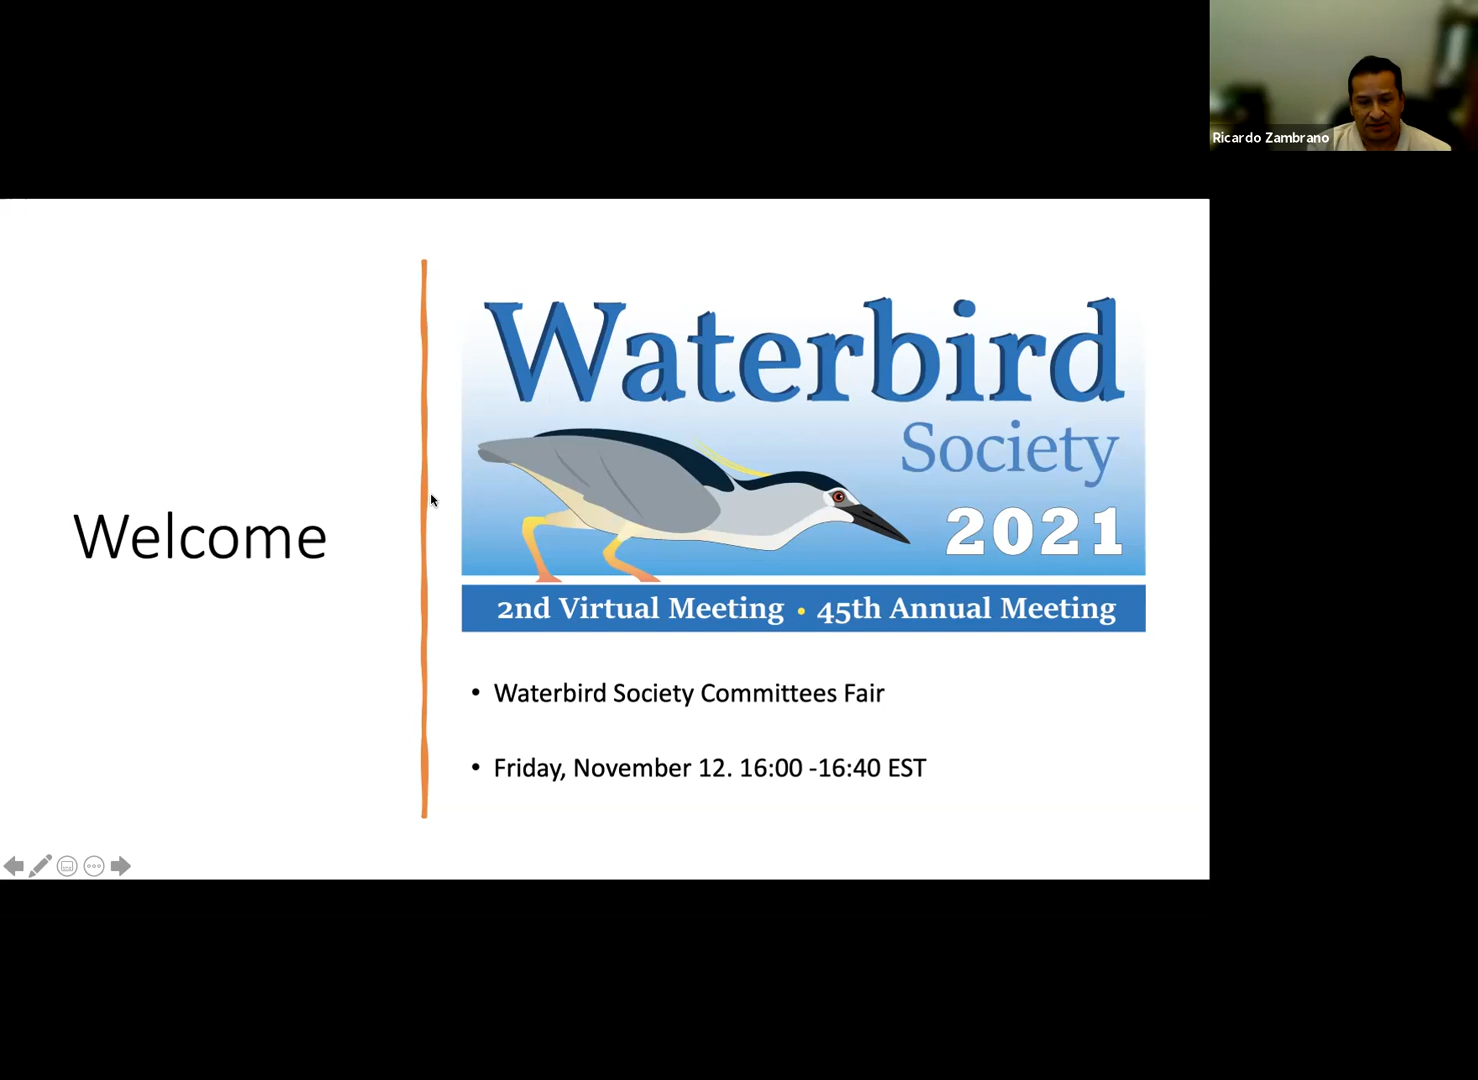 Ricardo Zambrano
Welcome
Waterbird
Society
2021
2nd Virtual Meeting • 45th Annual Meeting
• Waterbird Society Committees Fair
• Friday, November 12. 16:00 -16:40 EST